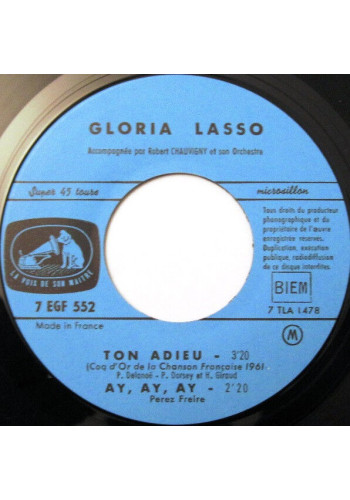 GLORIA LASSO
Accompagnée par Robert CHAUVIGNY et son Orchestre
Super 45 tours
microsillon
LA VOIX DE SON MAITRE
7 EGF 552
Made in France
Tous droits du producteur
phonographique et du
propriétaire de l'œuvre
enregistrée réservés.
Duplication, exécution
publique, radiodiffusion
de ce disque interdites.
BIEM
7 TLA 1478
M
TON ADIEU - 3'20
(Coq d'Or de la Chanson Française 1961
P. Delanoë - P. Dorsey et H. Giraud
AY, AY, AY - 2'20
Perez Freire